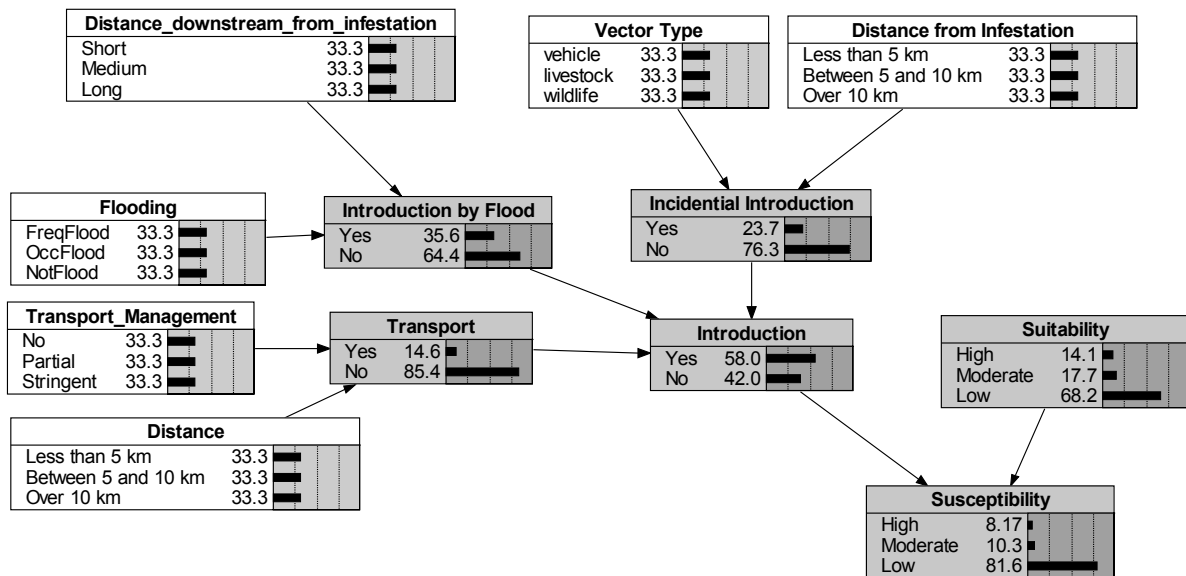 Distance_downstream_from_infestation
Short 33.3
Medium 33.3
Long 33.3
Vector Type
vehicle 33.3
livestock 33.3
wildlife 33.3
Distance from Infestation
Less than 5 km 33.3
Between 5 and 10 km 33.3
Over 10 km 33.3
Flooding
FreqFlood 33.3
OccFlood 33.3
NotFlood 33.3
Introduction by Flood
Yes 35.6
No 64.4
Incidential Introduction
Yes 23.7
No 76.3
Transport_Management
No 33.3
Partial 33.3
Stringent 33.3
Transport
Yes 14.6
No 85.4
Introduction
Yes 58.0
No 42.0
Suitability
High 14.1
Moderate 17.7
Low 68.2
Distance
Less than 5 km 33.3
Between 5 and 10 km 33.3
Over 10 km 33.3
Susceptibility
High 8.17
Moderate 10.3
Low 81.6